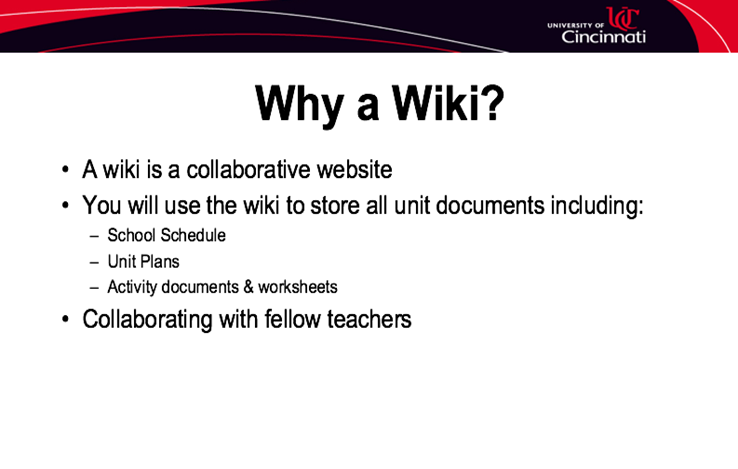 UNIVERSITY OF
Cincinnati
Why a Wiki?
• A wiki is a collaborative website
• You will use the wiki to store all unit documents including:
– School Schedule
– Unit Plans
– Activity documents & worksheets
• Collaborating with fellow teachers